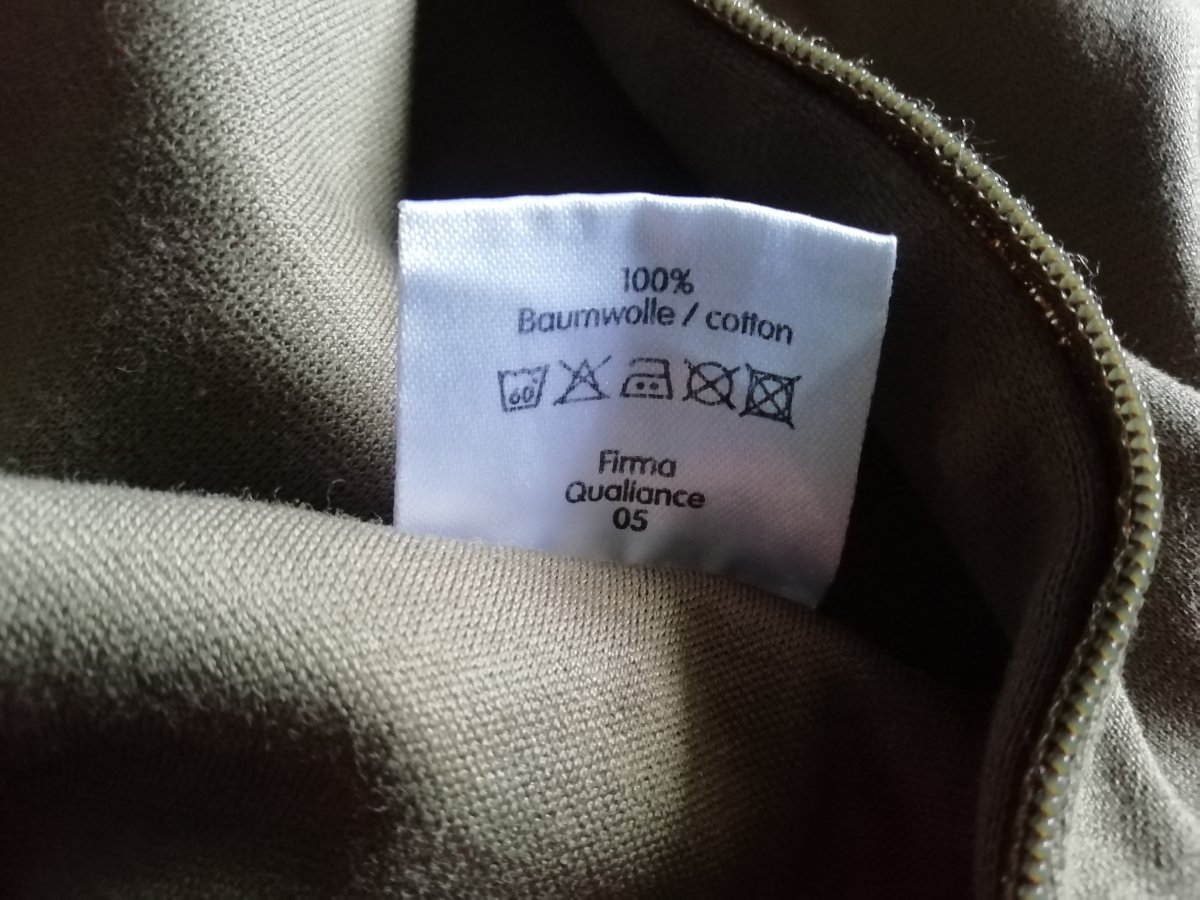 100%
Baumwolle / cotton
60
Firma
Qualiance
05